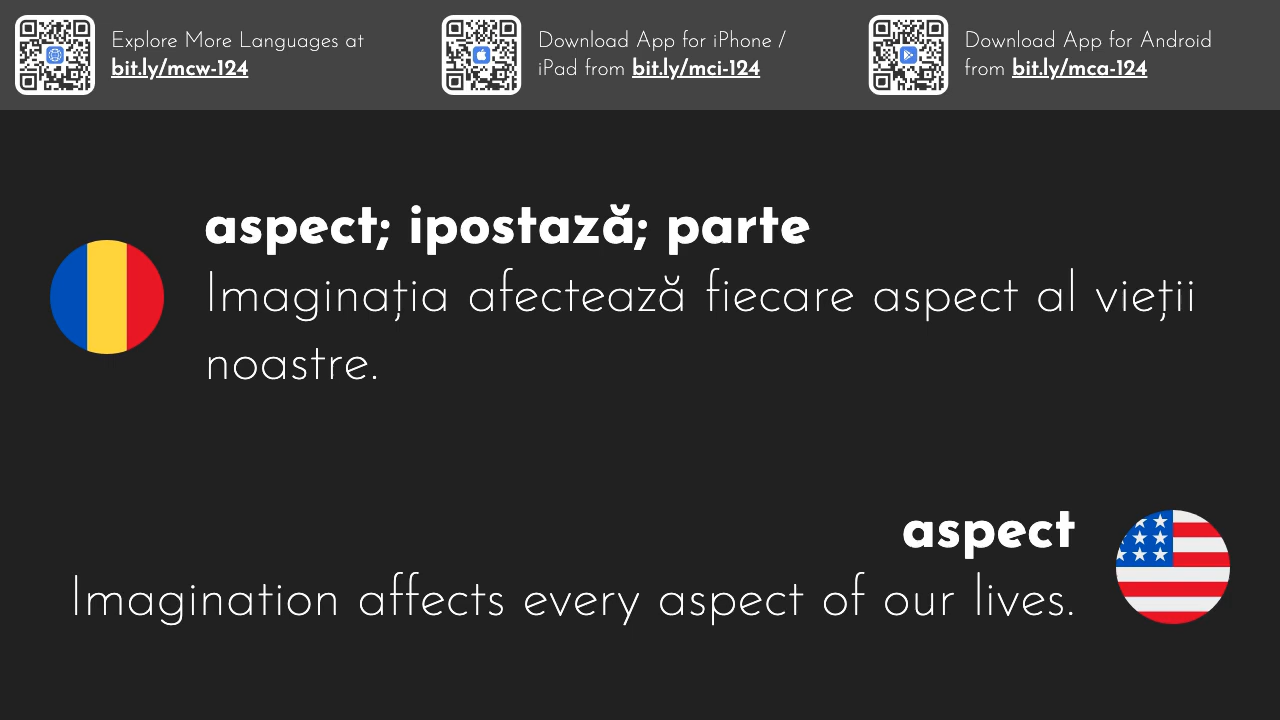 Explore More Languages at
bit.ly/mcw-124
Download App for iPhone /
iPad from bit.ly/mci-124
Download App for Android
from bit.ly/mca-124
aspect; ipostază; parte
Imaginația afectează fiecare aspect al vieții
noastre.
aspect
Imagination affects every aspect of our lives.